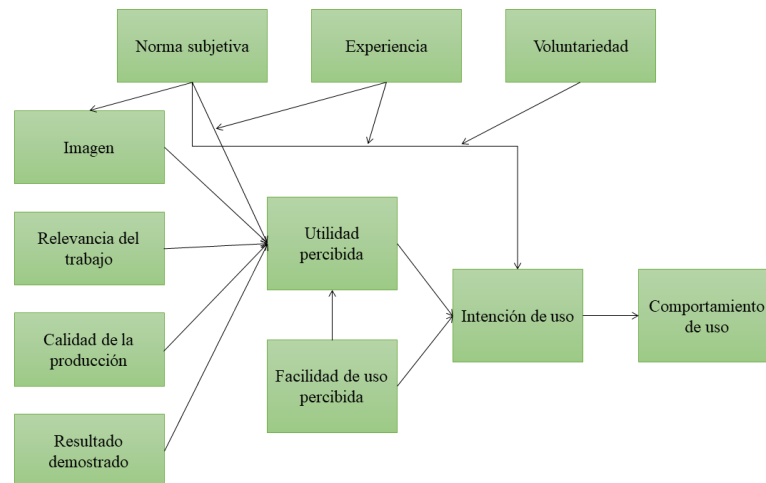 Norma subjetiva
Experiencia
Voluntariedad
Imagen
Relevancia del
trabajo
Utilidad
percibida
Intención de uso
Comportamiento
de uso
Calidad de la
producción
Facilidad de uso
percibida
Resultado
demostrado